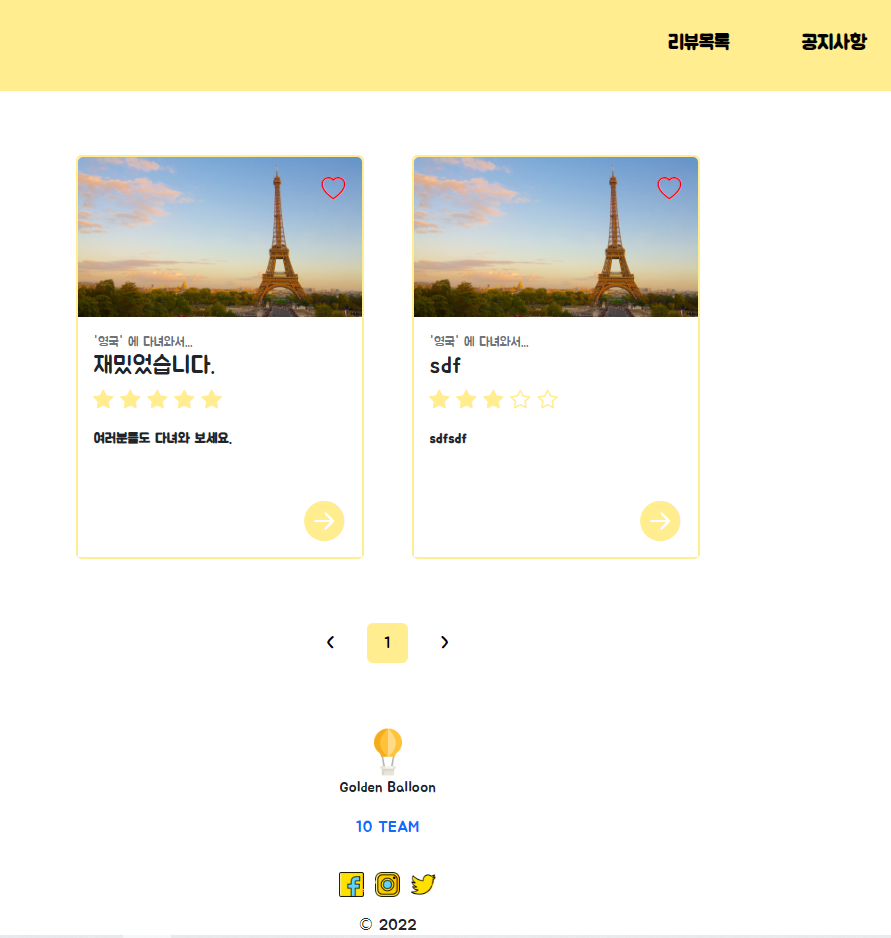 리뷰목록 공지사항
'영국' 에 다녀와서...
재밌었습니다.
여러분들도 다녀와 보세요.
'영국' 에 다녀와서...
sdf
sdfsdf
1
Golden Balloon
10 TEAM
© 2022